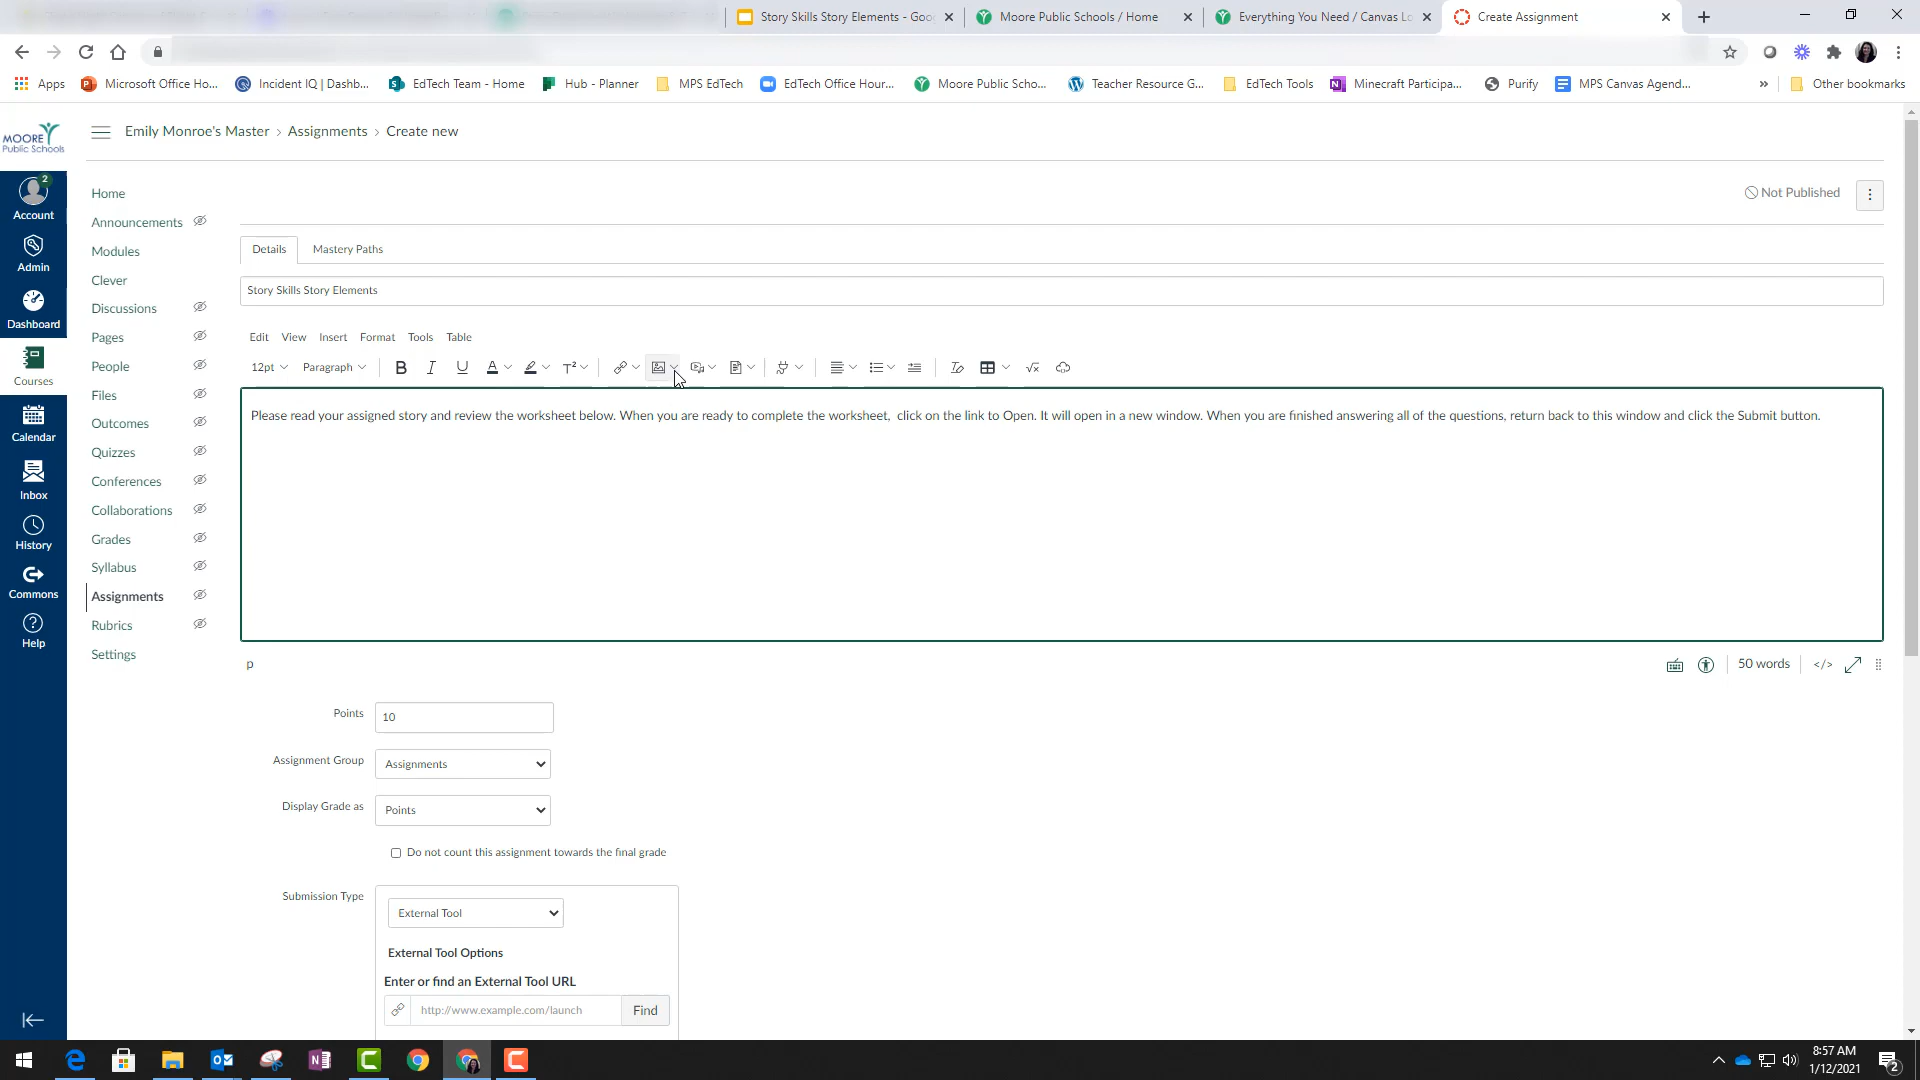 Story Skills Story Elements - Goo
Moore Public Schools / Home
Everything You Need / Canvas Lo
Create Assignment
Apps
Microsoft Office Ho...
Incident IQ | Dashb...
EdTech Team - Home
Hub - Planner
MPS EdTech
EdTech Office Hour...
Moore Public Scho...
Teacher Resource G...
EdTech Tools
Minecraft Participa...
Purify
MPS Canvas Agend...
»
Other bookmarks
MOORE
Public Schools
Emily Monroe's Master › Assignments › Create new
2
Account
Admin
Dashboard
Courses
Calendar
Inbox
History
Commons
Help
Home
Announcements
Modules
Clever
Discussions
Pages
People
Files
Outcomes
Quizzes
Conferences
Collaborations
Grades
Syllabus
Assignments
Rubrics
Settings
Not Published
Details
Mastery Paths
Story Skills Story Elements
Edit View Insert Format Tools Table
12pt Paragraph B I U A T²
Please read your assigned story and review the worksheet below. When you are ready to complete the worksheet,  click on the link to Open. It will open in a new window. When you are finished answering all of the questions, return back to this window and click the Submit button.
p
50 words
</>
Points
10
Assignment Group
Assignments
Display Grade as
Points
Do not count this assignment towards the final grade
Submission Type
External Tool
External Tool Options
Enter or find an External Tool URL
http://www.example.com/launch
Find
8:57 AM
1/12/2021
2